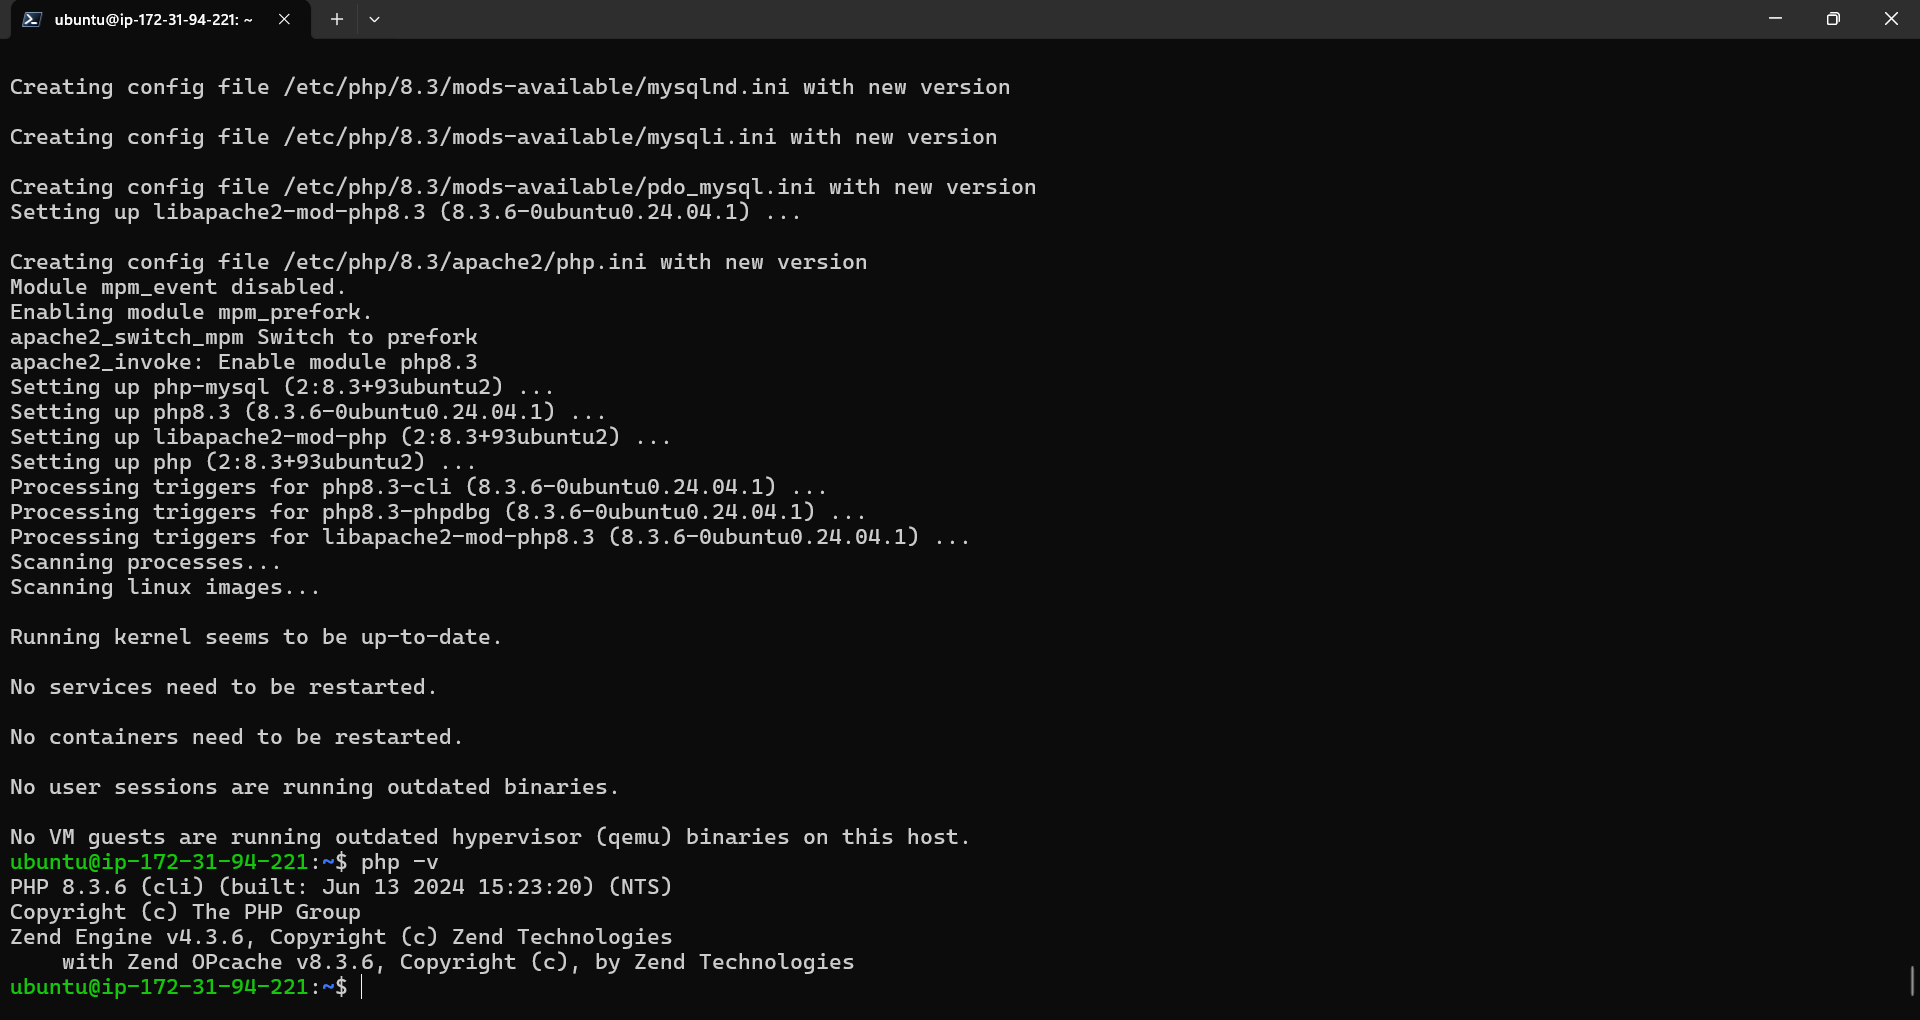 ubuntu@ip-172-31-94-221: ~
Creating config file /etc/php/8.3/mods-available/mysqlnd.ini with new version
Creating config file /etc/php/8.3/mods-available/mysqli.ini with new version
Creating config file /etc/php/8.3/mods-available/pdo_mysql.ini with new version
Setting up libapache2-mod-php8.3 (8.3.6-0ubuntu0.24.04.1) ...
Creating config file /etc/php/8.3/apache2/php.ini with new version
Module mpm_event disabled.
Enabling module mpm_prefork.
apache2_switch_mpm Switch to prefork
apache2_invoke: Enable module php8.3
Setting up php-mysql (2:8.3+93ubuntu2) ...
Setting up php8.3 (8.3.6-0ubuntu0.24.04.1) ...
Setting up libapache2-mod-php (2:8.3+93ubuntu2) ...
Setting up php (2:8.3+93ubuntu2) ...
Processing triggers for php8.3-cli (8.3.6-0ubuntu0.24.04.1) ...
Processing triggers for php8.3-phpdbg (8.3.6-0ubuntu0.24.04.1) ...
Processing triggers for libapache2-mod-php8.3 (8.3.6-0ubuntu0.24.04.1) ...
Scanning processes...
Scanning linux images...
Running kernel seems to be up-to-date.
No services need to be restarted.
No containers need to be restarted.
No user sessions are running outdated binaries.
No VM guests are running outdated hypervisor (qemu) binaries on this host.
ubuntu@ip-172-31-94-221:~$ php -v
PHP 8.3.6 (cli) (built: Jun 13 2024 15:23:20) (NTS)
Copyright (c) The PHP Group
Zend Engine v4.3.6, Copyright (c) Zend Technologies
    with Zend OPcache v8.3.6, Copyright (c), by Zend Technologies
ubuntu@ip-172-31-94-221:~$